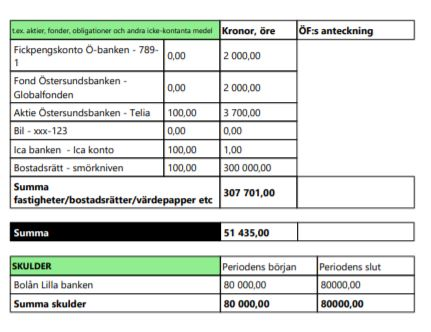 t.ex. aktier, fonder, obligationer och andra icke-kontanta medel Kronor, öre ÖF:s anteckning
Fickpengskonto Ö-banken - 789-
1 0,00 2 000,00
Fond Östersundsbanken -
Globalfonden 0,00 2 000,00
Aktie Östersundsbanken - Telia 100,00 3 700,00
Bil - xxx-123 0,00 0,00
Ica banken - Ica konto 100,00 1,00
Bostadsrätt - smörkniven 100,00 300 000,00
Summa
fastigheter/bostadsrätter/värdepapper etc 307 701,00
Summa 51 435,00
SKULDER Periodens början Periodens slut
Bolån Lilla banken 80 000,00 80000,00
Summa skulder 80 000,00 80000,00